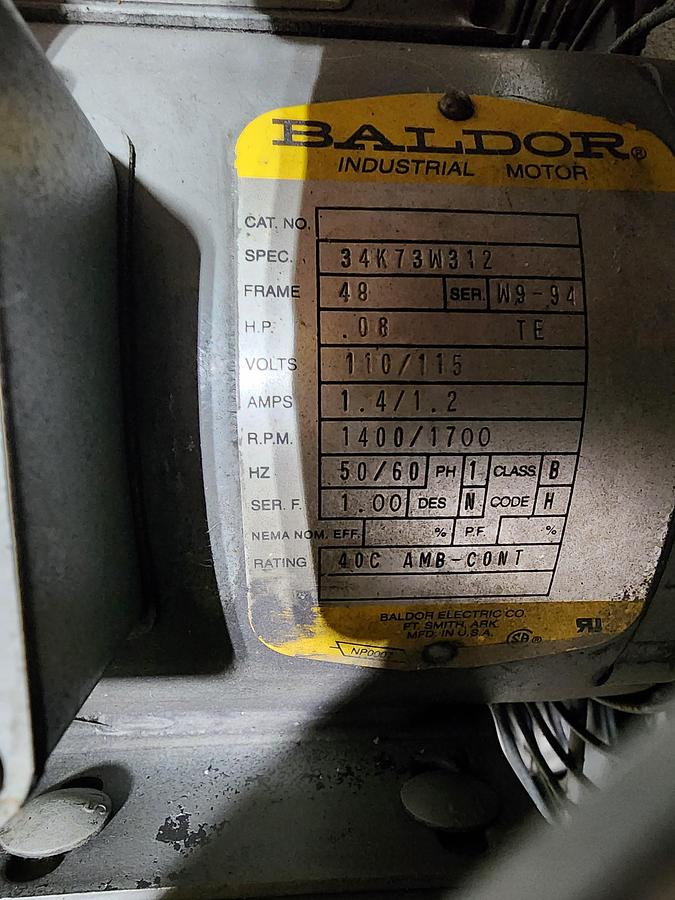 BALDOR®
INDUSTRIAL MOTOR
CAT. NO.
SPEC. 34K73W312
FRAME 48 SER. W9-94
H.P. .08 TE
VOLTS 110/115
AMPS 1.4/1.2
R.P.M. 1400/1700
HZ 50/60 PH 1 CLASS B
SER. F. 1.00 DES N CODE H
NEMA NOM. EFF. % P.F. %
RATING 40C AMB-CONT
BALDOR ELECTRIC CO.
FT. SMITH, ARK.
MFD. IN U.S.A.
NP0007